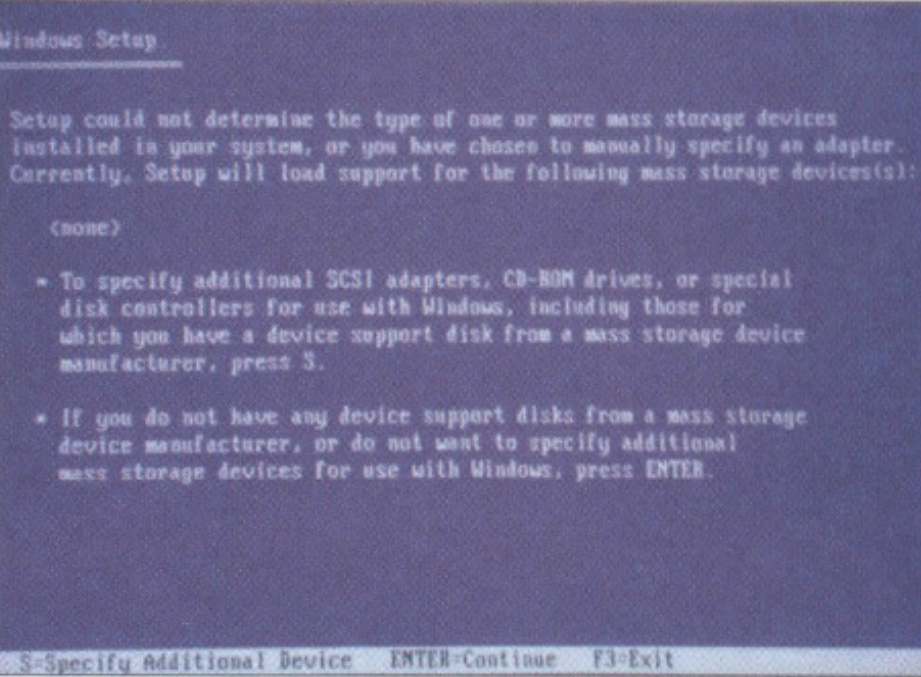 Windows Setup
Setup could not determine the type of one or more mass storage devices
installed in your system, or you have chosen to manually specify an adapter.
Currently, Setup will load support for the following mass storage devices(s):
<none>
* To specify additional SCSI adapters, CD-ROM drives, or special
disk controllers for use with Windows, including those for
which you have a device support disk from a mass storage device
manufacturer, press S.
* If you do not have any device support disks from a mass storage
device manufacturer, or do not want to specify additional
mass storage devices for use with Windows, press ENTER.
S=Specify Additional Device ENTER=Continue F3=Exit